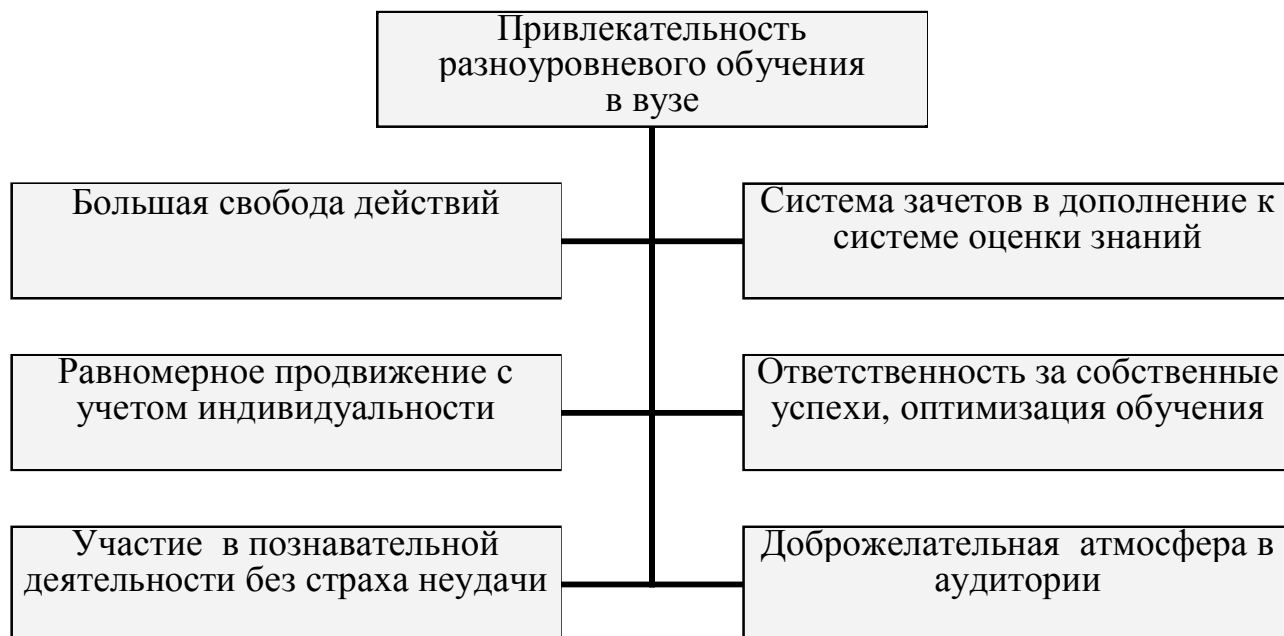 Привлекательность
разноуровневого обучения
в вузе
Большая свобода действий
Система зачетов в дополнение к
системе оценки знаний
Равномерное продвижение с
учетом индивидуальности
Ответственность за собственные
успехи, оптимизация обучения
Участие в познавательной
деятельности без страха неудачи
Доброжелательная атмосфера в
аудитории